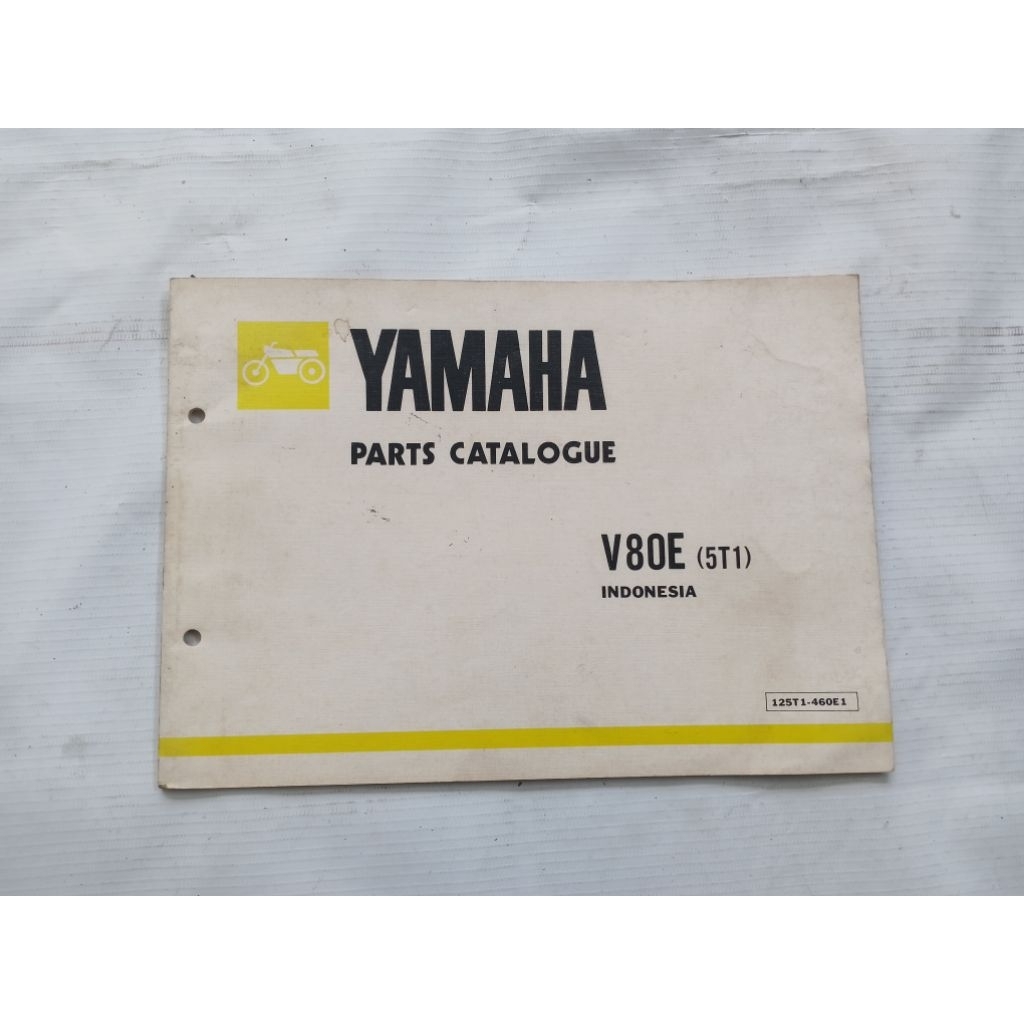 YAMAHA
PARTS CATALOGUE
V80E (5T1)
INDONESIA
125T1-460E1